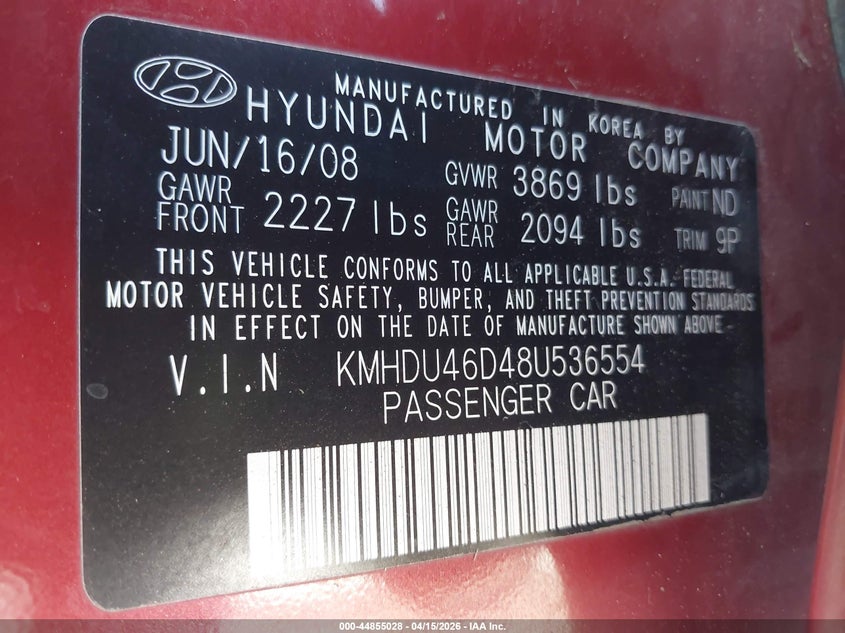 MANUFACTURED IN KOREA BY
HYUNDAI MOTOR COMPANY
JUN/16/08 GVWR 3869 lbs PAINT ND
GAWR FRONT 2227 lbs GAWR REAR 2094 lbs TRIM 9P
THIS VEHICLE CONFORMS TO ALL APPLICABLE U.S.A. FEDERAL
MOTOR VEHICLE SAFETY, BUMPER, AND THEFT PREVENTION STANDARDS
IN EFFECT ON THE DATE OF MANUFACTURE SHOWN ABOVE
V.I.N KMHDU46D48U536554
PASSENGER CAR
000-44855028 - 04/15/2026 - IAA Inc.